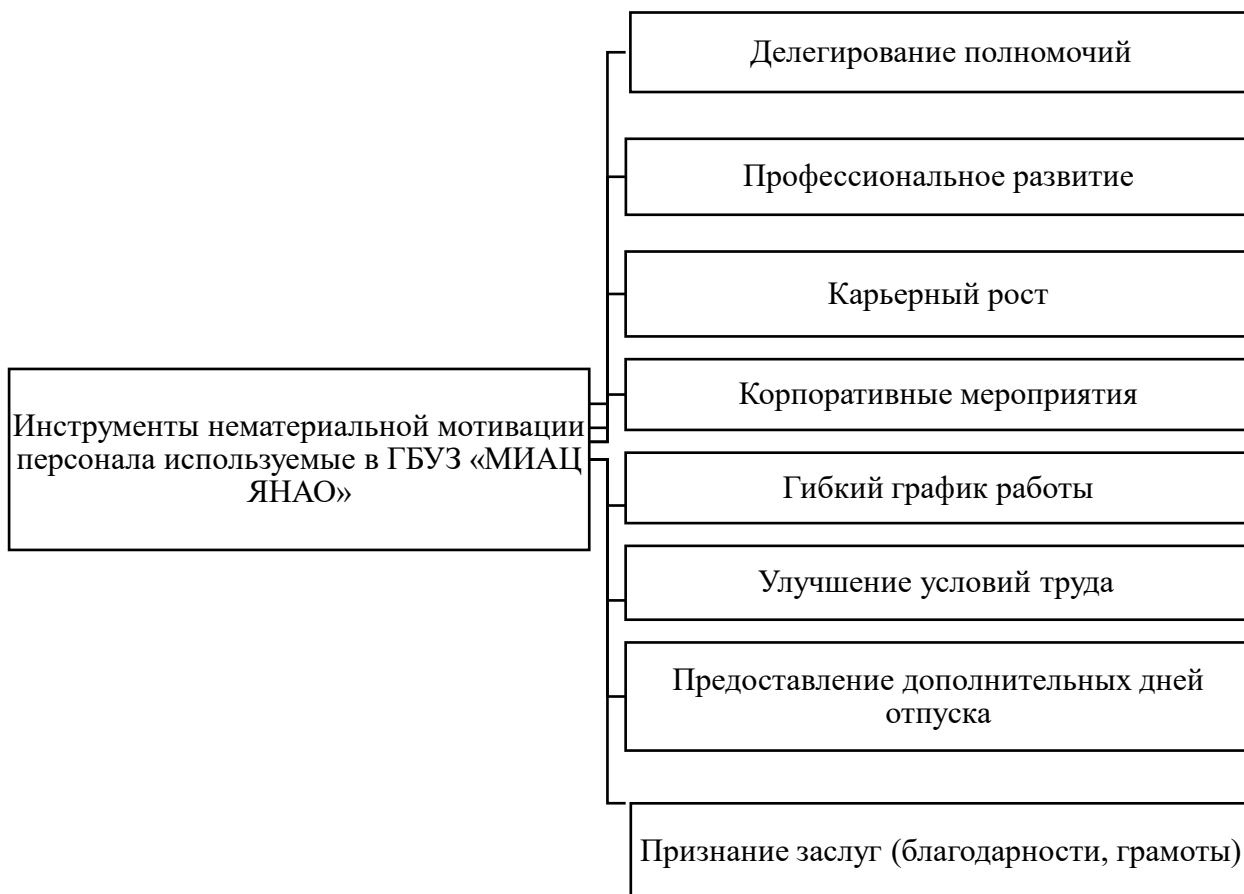 Делегирование полномочий
Профессиональное развитие
Карьерный рост
Корпоративные мероприятия
Инструменты нематериальной мотивации
персонала используемые в ГБУЗ «МИАЦ
ЯНАО»
Гибкий график работы
Улучшение условий труда
Предоставление дополнительных дней
отпуска
Признание заслуг (благодарности, грамоты)